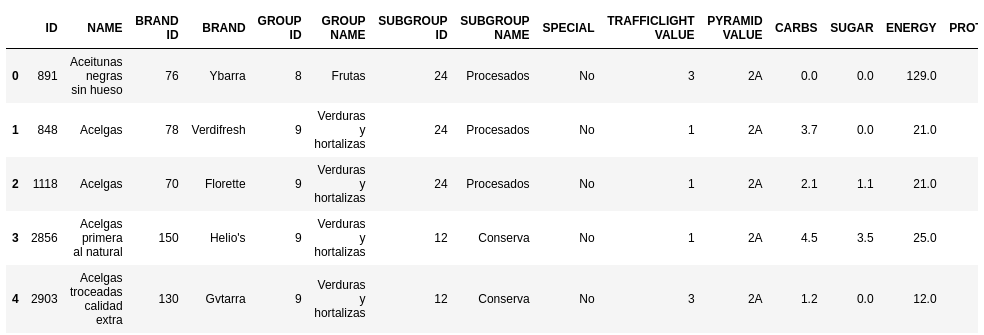 ID NAME BRAND ID BRAND GROUP ID GROUP NAME SUBGROUP ID SUBGROUP NAME SPECIAL TRAFFICLIGHT VALUE PYRAMID VALUE CARBS SUGAR ENERGY PROT
0 891 Aceitunas negras sin hueso 76 Ybarra 8 Frutas 24 Procesados No 3 2A 0.0 0.0 129.0
1 848 Acelgas 78 Verdifresh 9 Verduras y hortalizas 24 Procesados No 1 2A 3.7 0.0 21.0
2 1118 Acelgas 70 Florette 9 Verduras y hortalizas 24 Procesados No 1 2A 2.1 1.1 21.0
3 2856 Acelgas primera al natural 150 Helio's 9 Verduras y hortalizas 12 Conserva No 1 2A 4.5 3.5 25.0
4 2903 Acelgas troceadas calidad extra 130 Gvtarra 9 Verduras y hortalizas 12 Conserva No 3 2A 1.2 0.0 12.0